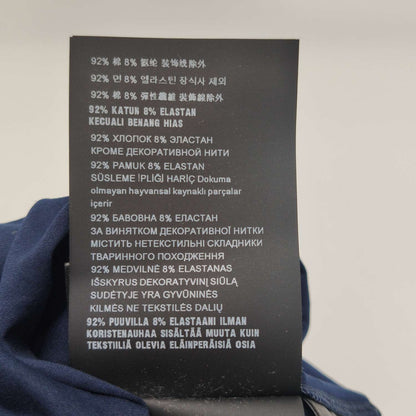 92% 棉 8% 氨纶 装饰线除外
92% 면 8% 엘라스틴 장식사 제외
92% 棉 8% 彈性纖維 裝飾線除外
92% KATUN 8% ELASTAN
KECUALI BENANG HIAS
92% ХЛОПОК 8% ЭЛАСТАН
КРОМЕ ДЕКОРАТИВНОЙ НИТИ
92% PAMUK 8% ELASTAN
SÜSLEME İPLİĞİ HARİÇ Dokuma
olmayan hayvansal kaynaklı parçalar
içerir
92% БАВОВНА 8% ЕЛАСТАН
ЗА ВИНЯТКОМ ДЕКОРАТИВНОЇ НИТКИ
МІСТИТЬ НЕТЕКСТИЛЬНІ СКЛАДНИКИ
ТВАРИННОГО ПОХОДЖЕННЯ
92% MEDVILNĖ 8% ELASTANAS
IŠSKYRUS DEKORATYVINĮ SIŪLĄ
SUDĖTYJE YRA GYVŪNINĖS
KILMĖS NE TEKSTILĖS DALIŲ
92% PUUVILLA 8% ELASTAANI ILMAN
KORISTENAUHAA SISÄLTÄÄ MUUTA KUIN
TEKSTIILIÄ OLEVIA ELÄINPERÄISIÄ OSIA